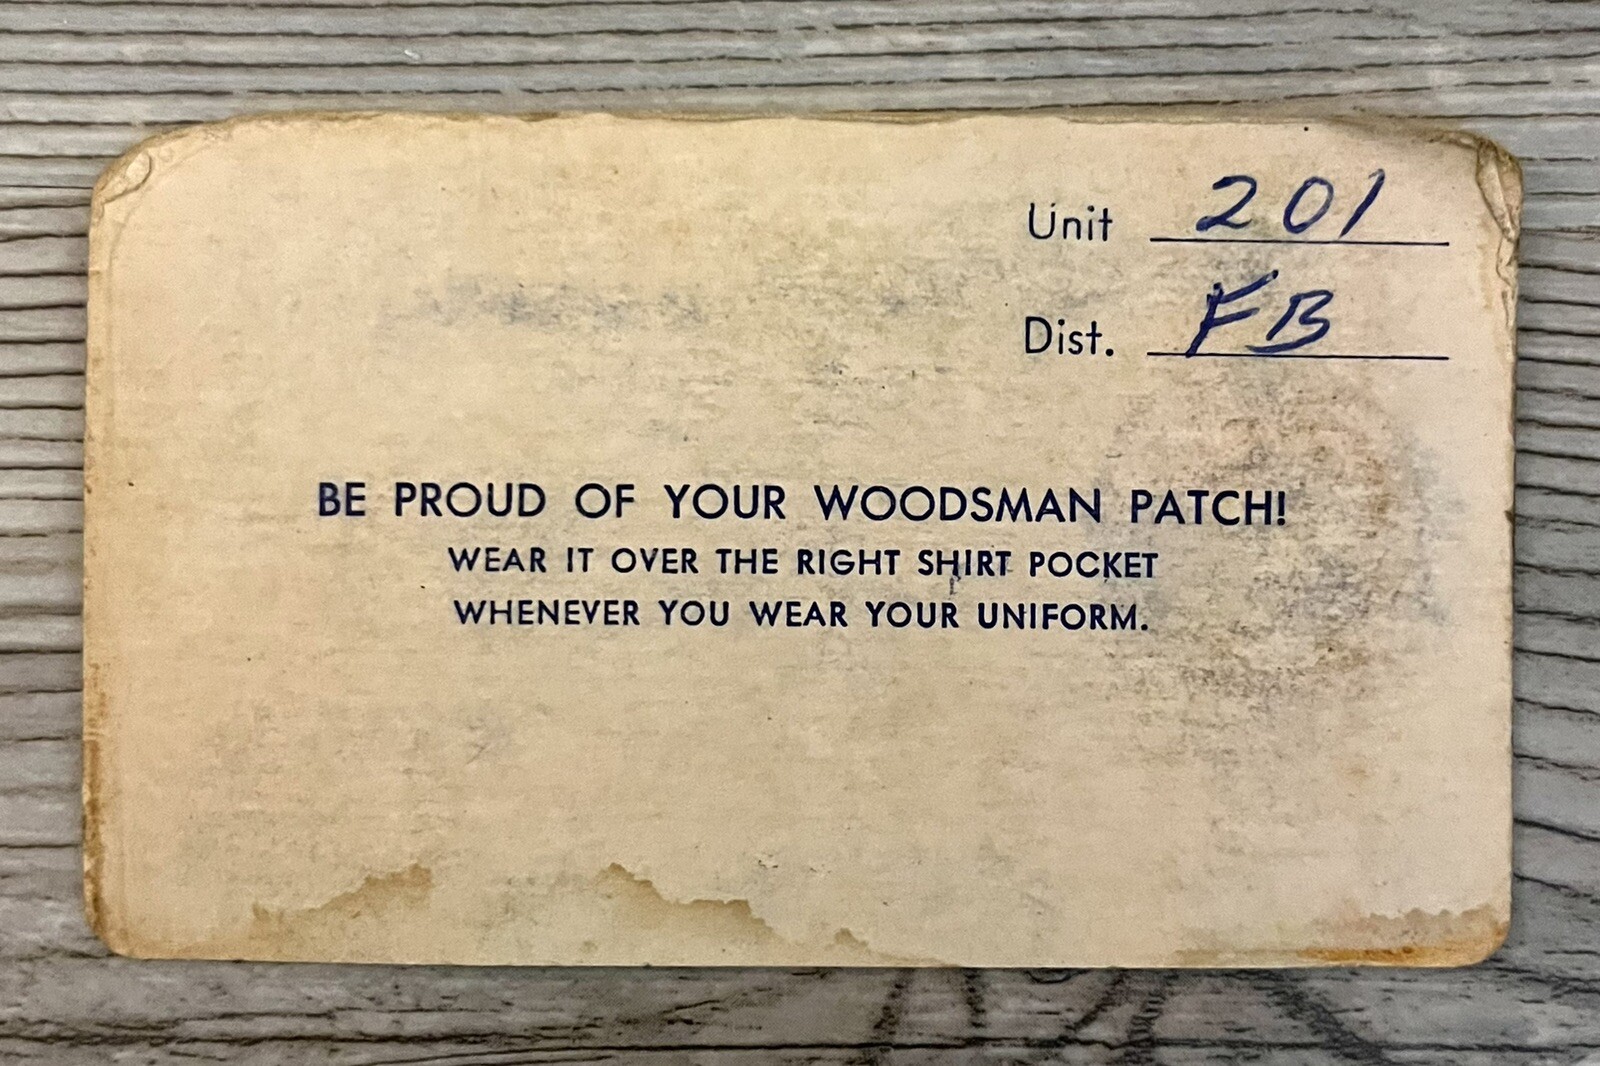 Unit 201
Dist. FB
BE PROUD OF YOUR WOODSMAN PATCH!
WEAR IT OVER THE RIGHT SHIRT POCKET
WHENEVER YOU WEAR YOUR UNIFORM.